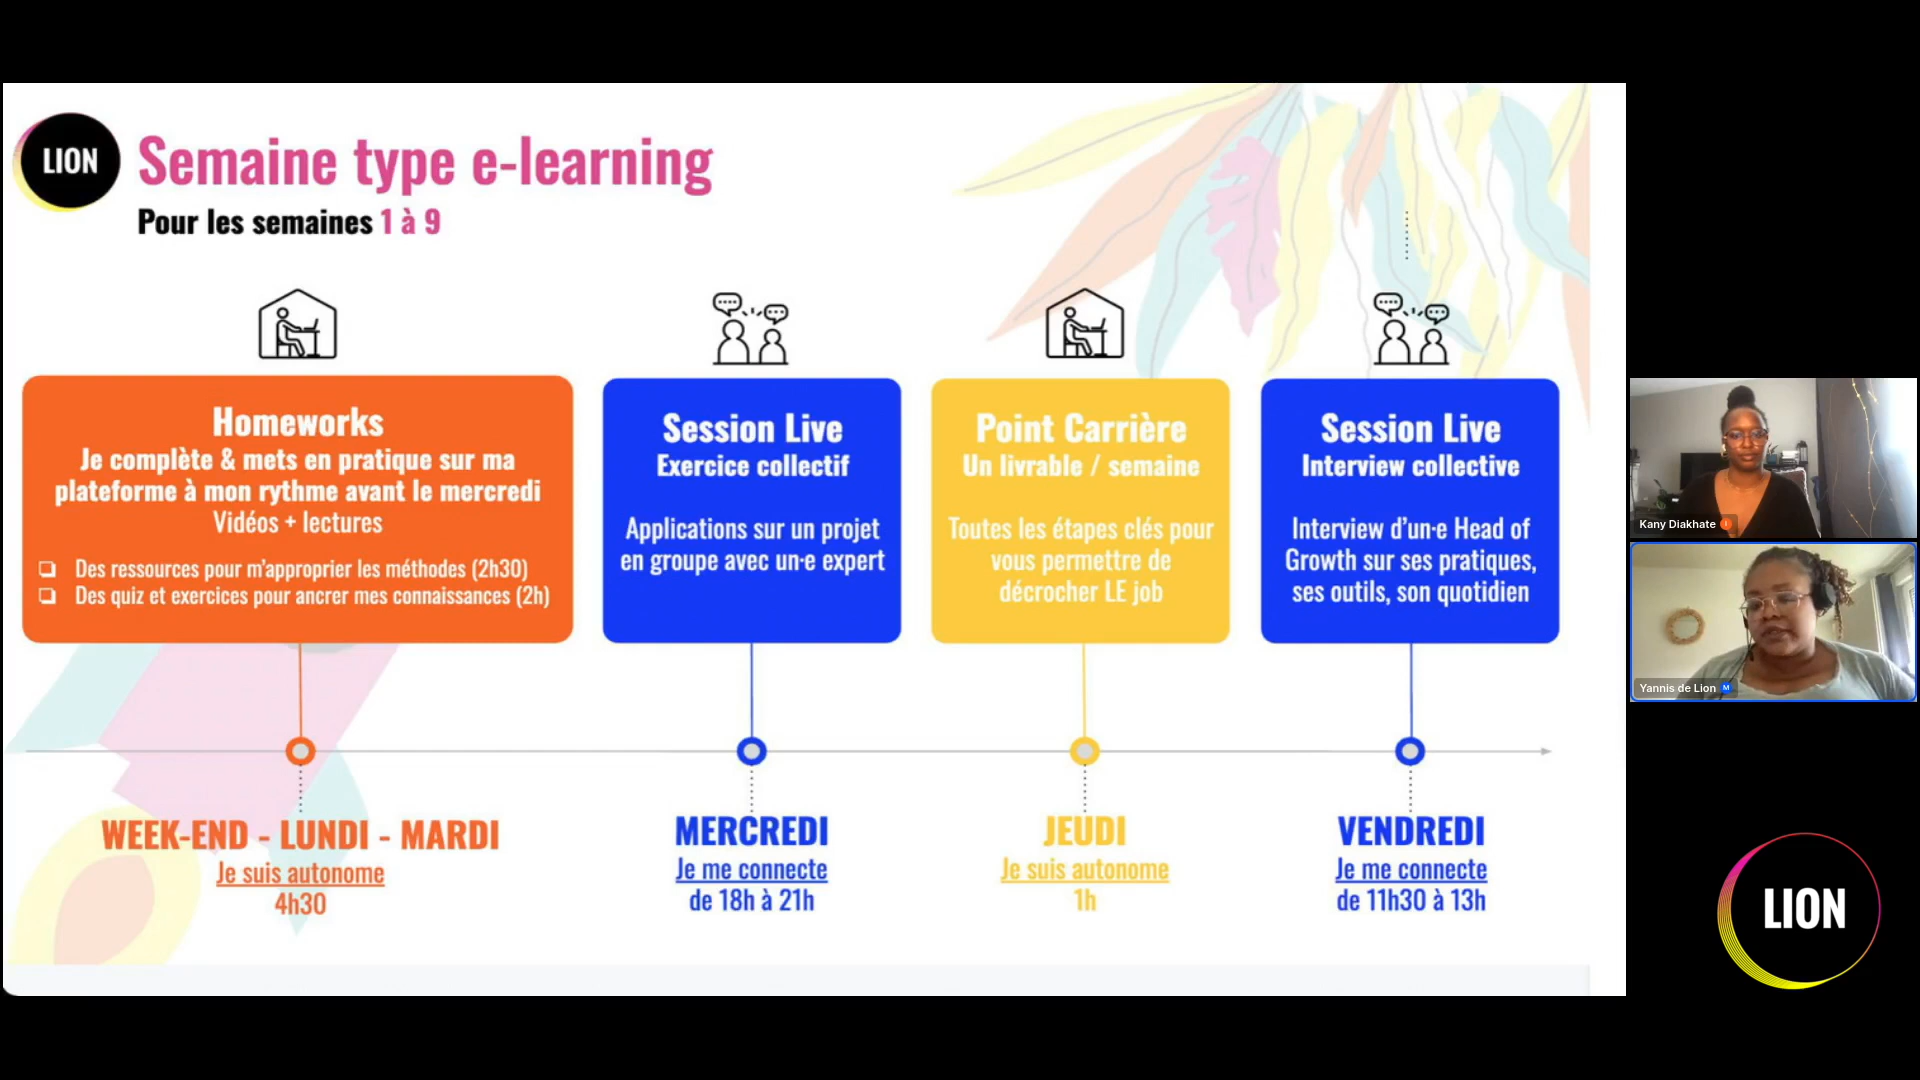 LION
Semaine type e-learning
Pour les semaines 1 à 9
Homeworks
Je complète & mets en pratique sur ma
plateforme à mon rythme avant le mercredi
Vidéos + lectures
Des ressources pour m'approprier les méthodes (2h30)
Des quiz et exercices pour ancrer mes connaissances (2h)
WEEK-END - LUNDI - MARDI
Je suis autonome
4h30
Session Live
Exercice collectif
Applications sur un projet
en groupe avec un·e expert
MERCREDI
Je me connecte
de 18h à 21h
Point Carrière
Un livrable / semaine
Toutes les étapes clés pour
vous permettre de
décrocher LE job
JEUDI
Je suis autonome
1h
Session Live
Interview collective
Interview d'un·e Head of
Growth sur ses pratiques,
ses outils, son quotidien
VENDREDI
Je me connecte
de 11h30 à 13h
Kany Diakhate
Yannis de Lion M
LION